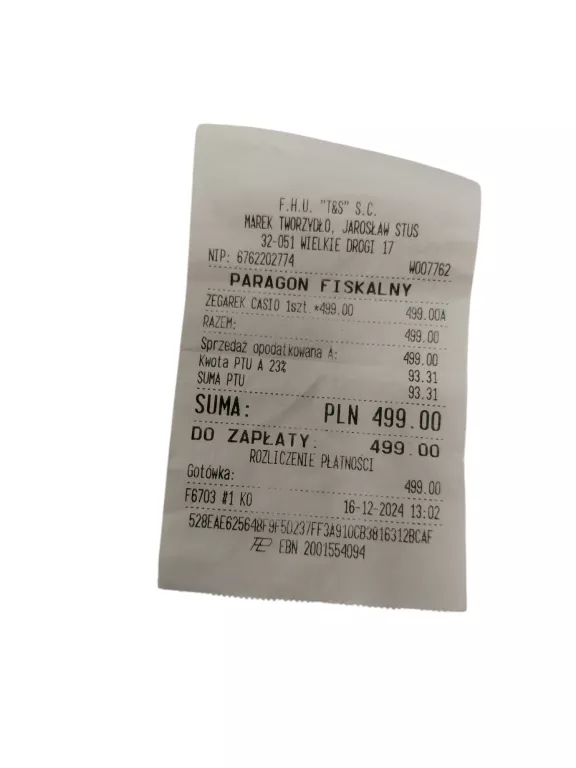 F.H.U. "T&S" S.C.
MAREK TWORZYDŁO, JAROSŁAW STUS
32-051 WIELKIE DROGI 17
NIP: 6762202774 W007762
PARAGON FISKALNY
ZEGAREK CASIO 1szt *499.00 499.00A
RAZEM: 499.00
Sprzedaż opodatkowana A: 499.00
Kwota PTU A 23% 93.31
SUMA PTU 93.31
SUMA: PLN 499.00
DO ZAPŁATY: 499.00
ROZLICZENIE PŁATNOŚCI
Gotówka: 499.00
F6703 #1 KO 16-12-2024 13:02
528EAE625648F9F5D237FF3A910CB3816312BCAF
EBN 2001554094